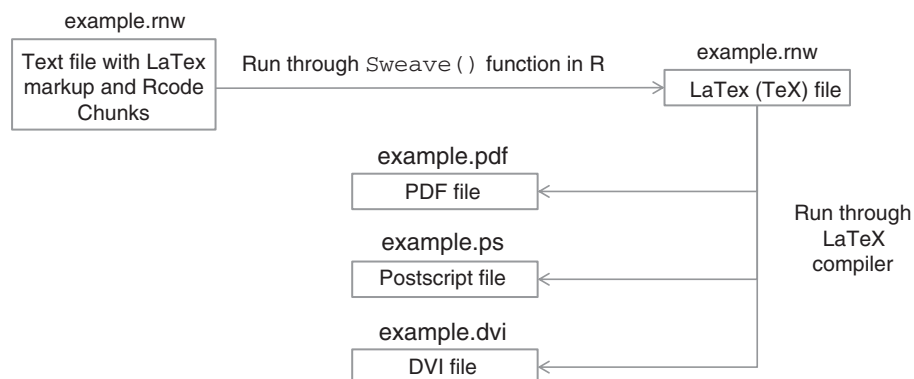 example.rnw
Text file with LaTex
markup and Rcode
Chunks
Run through Sweave() function in R
example.rnw
LaTex (TeX) file
example.pdf
PDF file
example.ps
Postscript file
example.dvi
DVI file
Run through
LaTeX
compiler